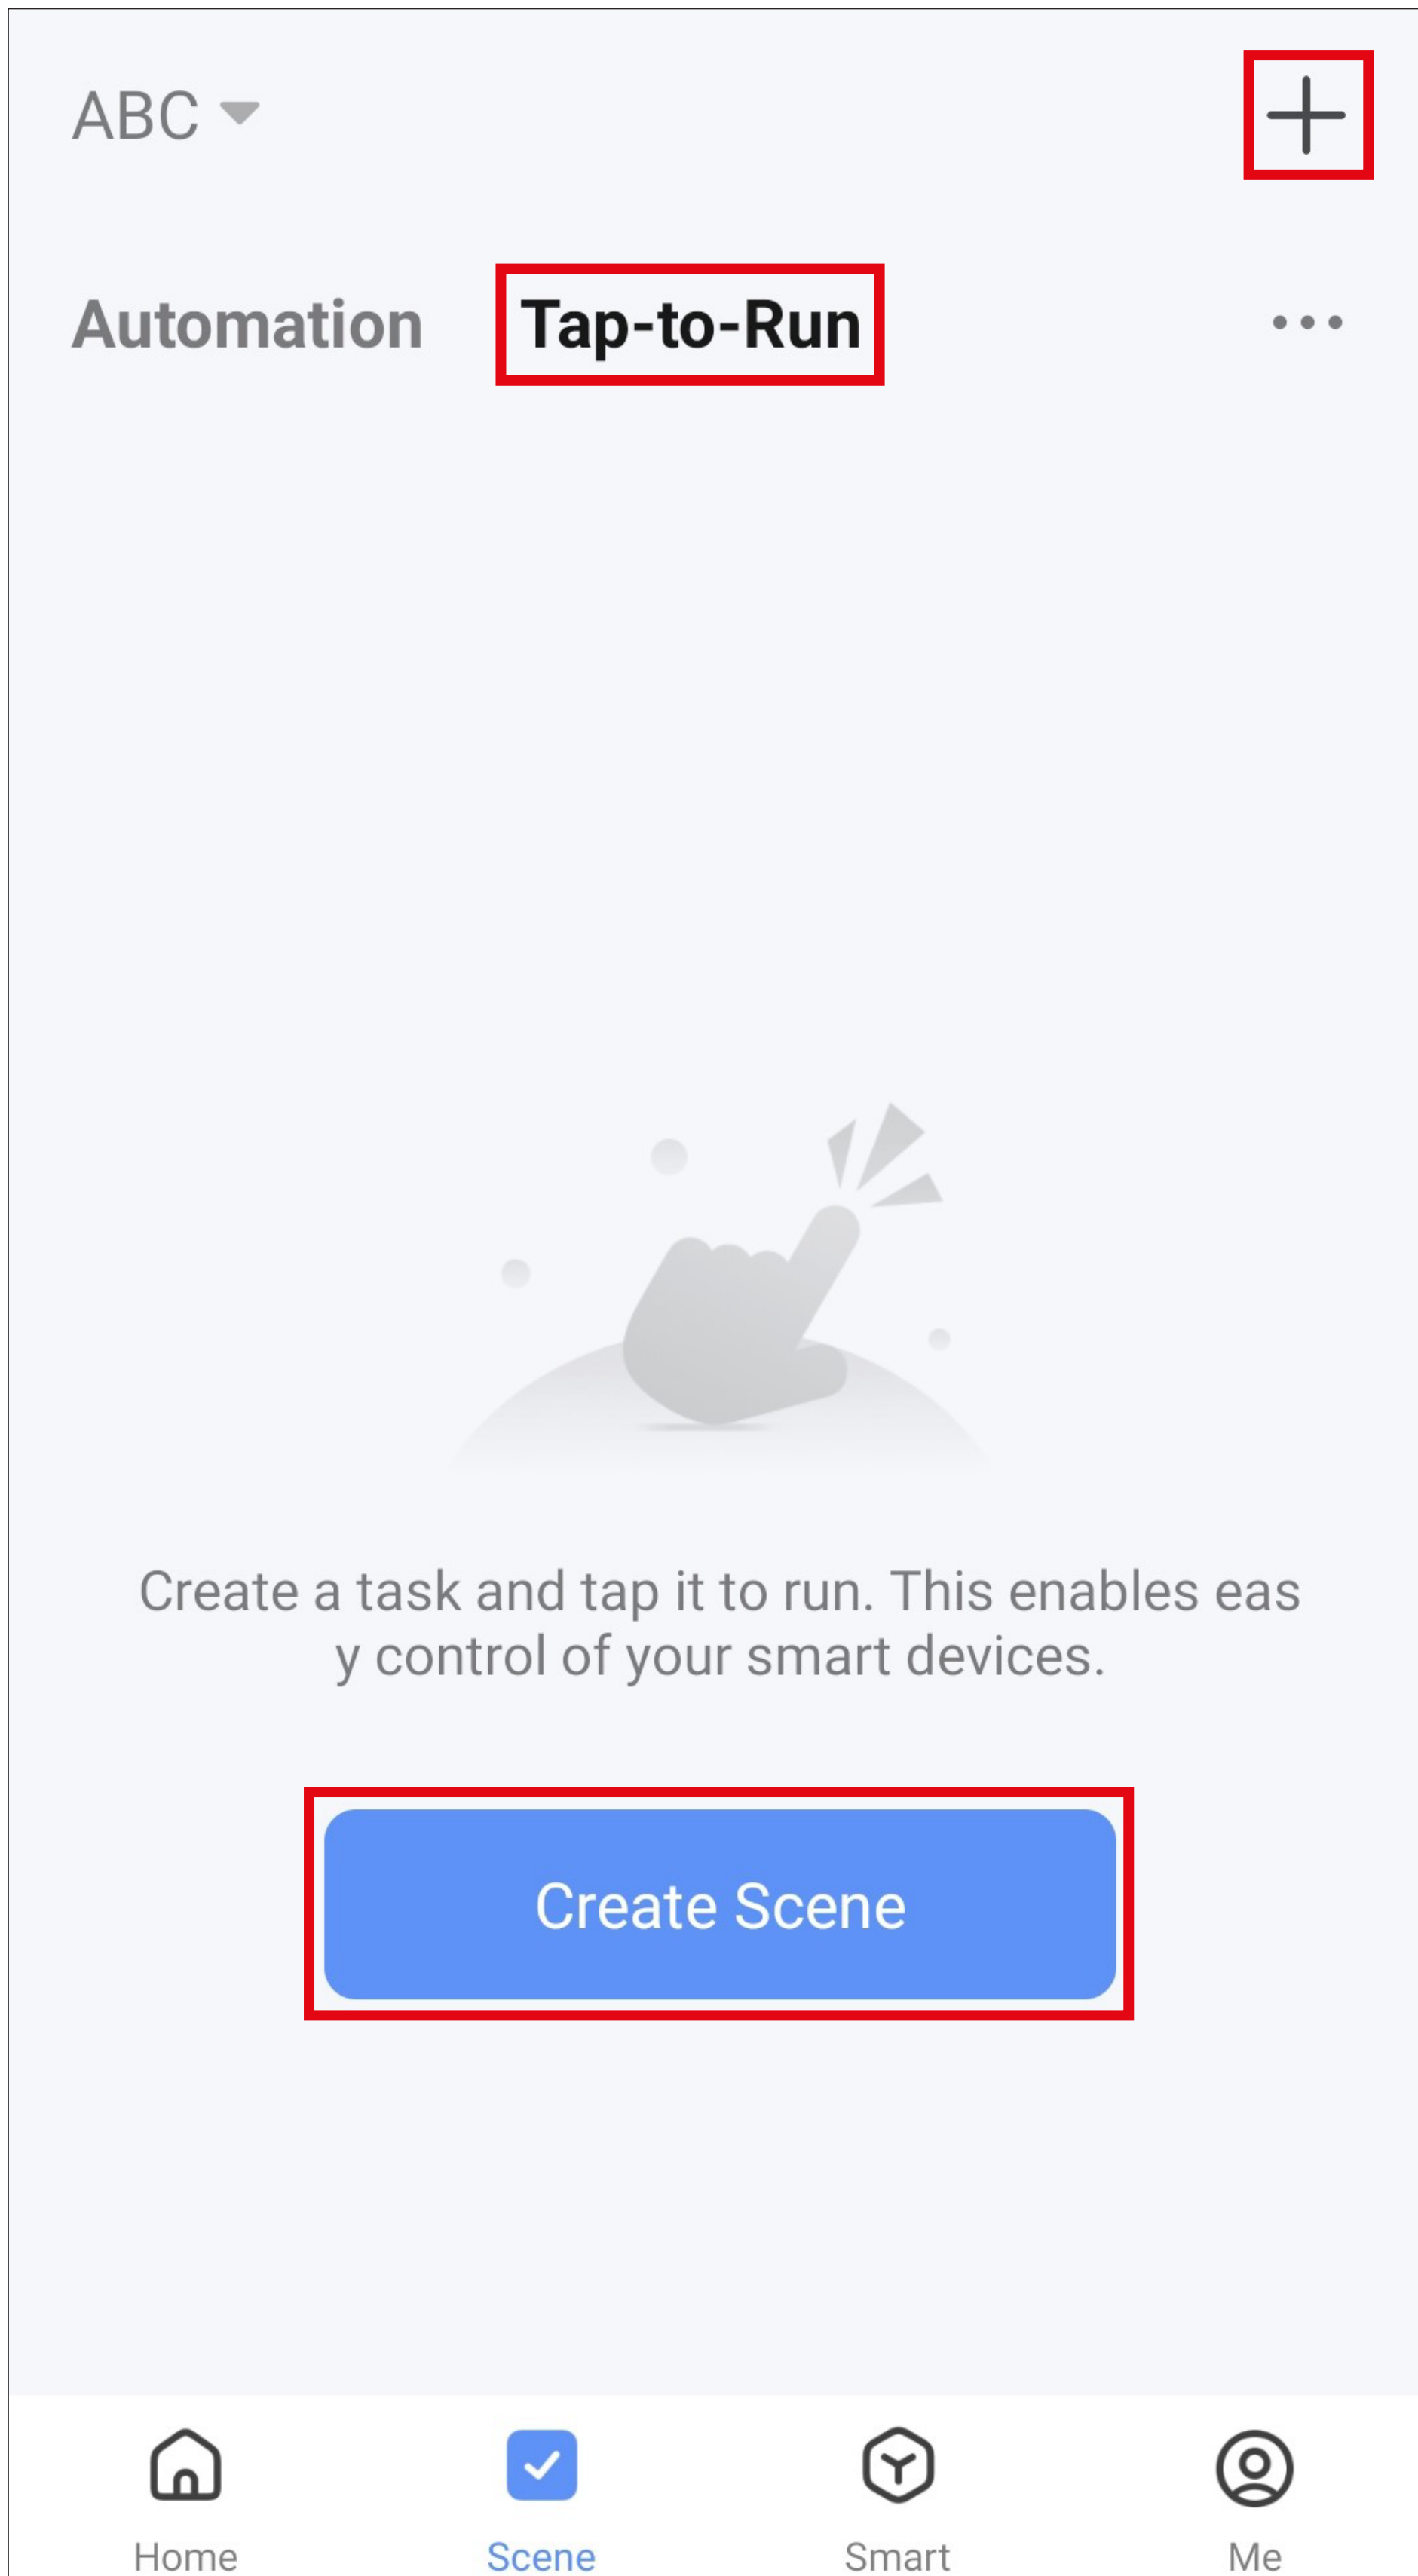 ABC
Automation Tap-to-Run
Create a task and tap it to run. This enables eas
y control of your smart devices.
Create Scene
Home Scene Smart Me